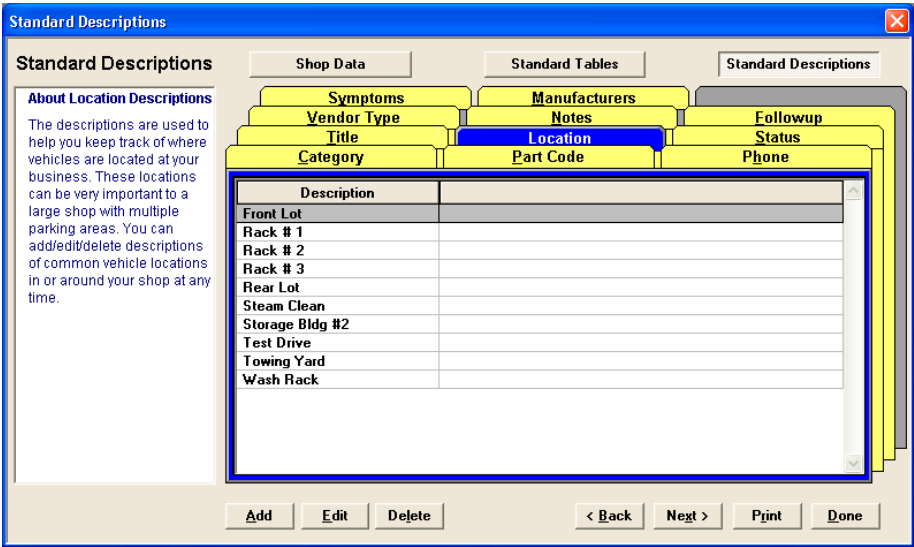 Standard Descriptions
Standard Descriptions
Shop Data
Standard Tables
Standard Descriptions
About Location Descriptions
The descriptions are used to
help you keep track of where
vehicles are located at your
business. These locations
can be very important to a
large shop with multiple
parking areas. You can
add/edit/delete descriptions
of common vehicle locations
in or around your shop at any
time.
Symptoms
Manufacturers
Vendor Type
Notes
Followup
Title
Location
Status
Category
Part Code
Phone
Description
Front Lot
Rack # 1
Rack # 2
Rack # 3
Rear Lot
Steam Clean
Storage Bldg #2
Test Drive
Towing Yard
Wash Rack
Add
Edit
Delete
< Back
Next >
Print
Done